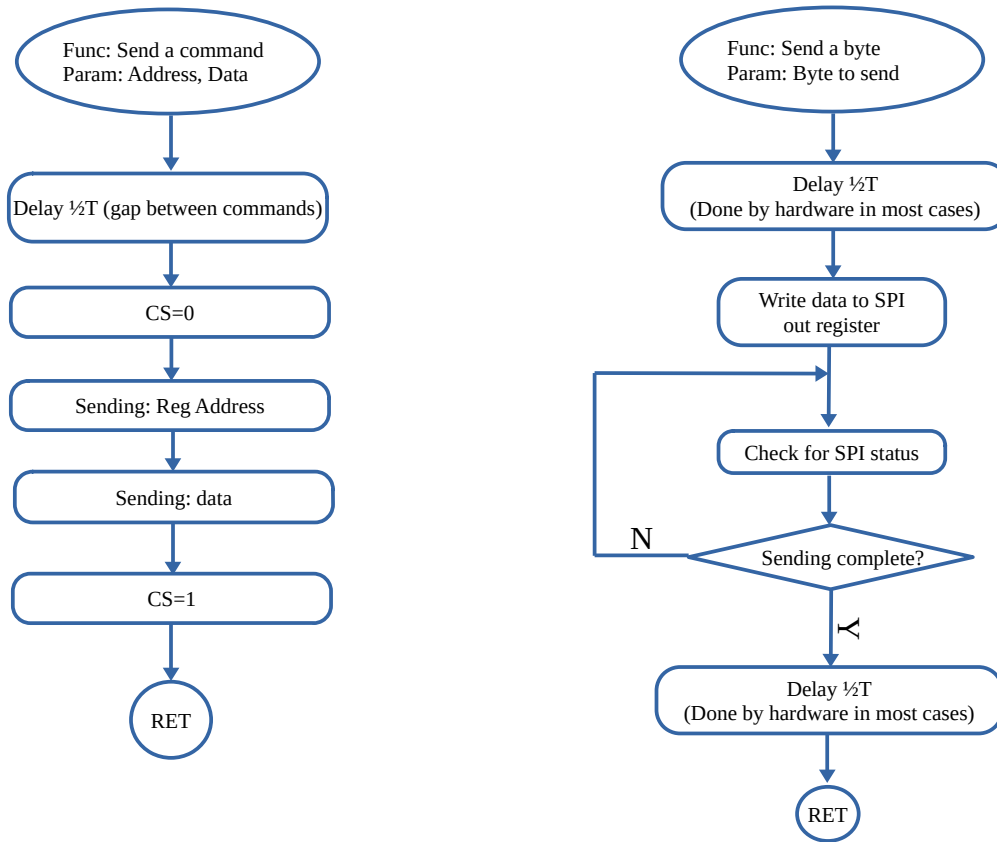 Func: Send a command
Param: Address, Data
Delay ½T (gap between commands)
CS=0
Sending: Reg Address
Sending: data
CS=1
RET
Func: Send a byte
Param: Byte to send
Delay ½T
(Done by hardware in most cases)
Write data to SPI
out register
Check for SPI status
Sending complete?
N
Y
Delay ½T
(Done by hardware in most cases)
RET